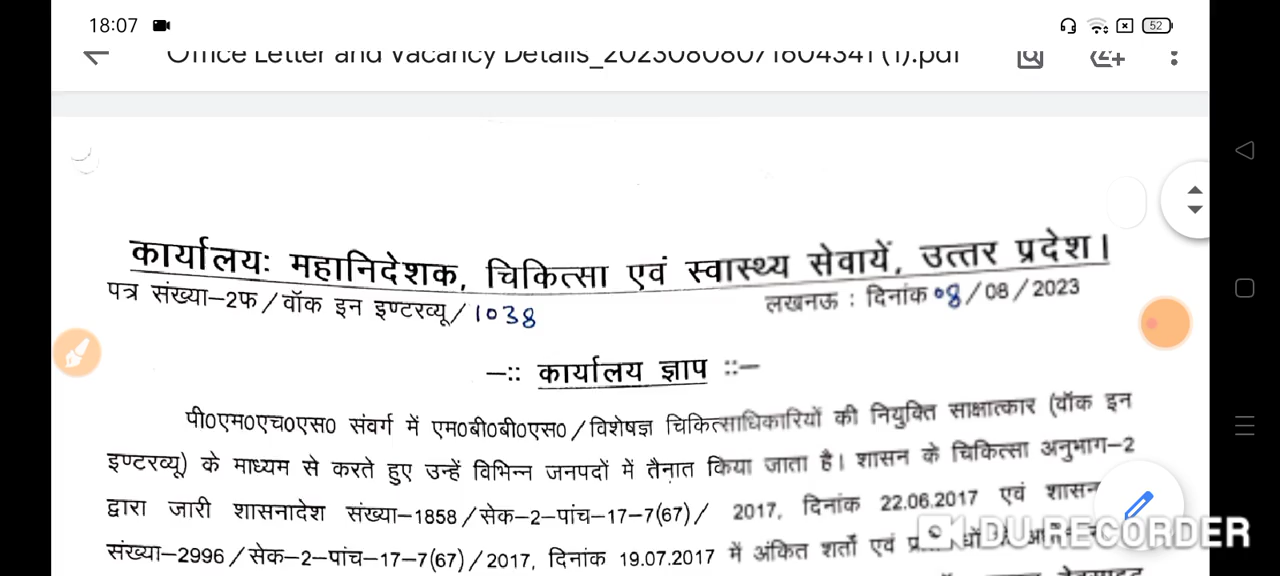 18:07
52
Office Letter and Vacancy Details_20230808071604341 (1).pdf
कार्यालयः महानिदेशक, चिकित्सा एवं स्वास्थ्य सेवायें, उत्तर प्रदेश।
पत्र संख्या-2फ/वॉक इन इण्टरव्यू/1038 लखनऊ : दिनांक 08/08/2023
-:: कार्यालय ज्ञाप ::-
पी0एम0एच0एस0 संवर्ग में एम0बी0बी0एस0/विशेषज्ञ चिकित्साधिकारियों की नियुक्ति साक्षात्कार (वॉक इन
इण्टरव्यू) के माध्यम से करते हुए उन्हें विभिन्न जनपदों में तैनात किया जाता है। शासन के चिकित्सा अनुभाग-2
द्वारा जारी शासनादेश संख्या-1858/सेक-2-पांच-17-7(67)/ 2017, दिनांक 22.06.2017 एवं
संख्या-2996/सेक-2-पांच-17-7(67)/2017, दिनांक 19.07.2017 में अंकित शर्तो एवं
DU RECORDER